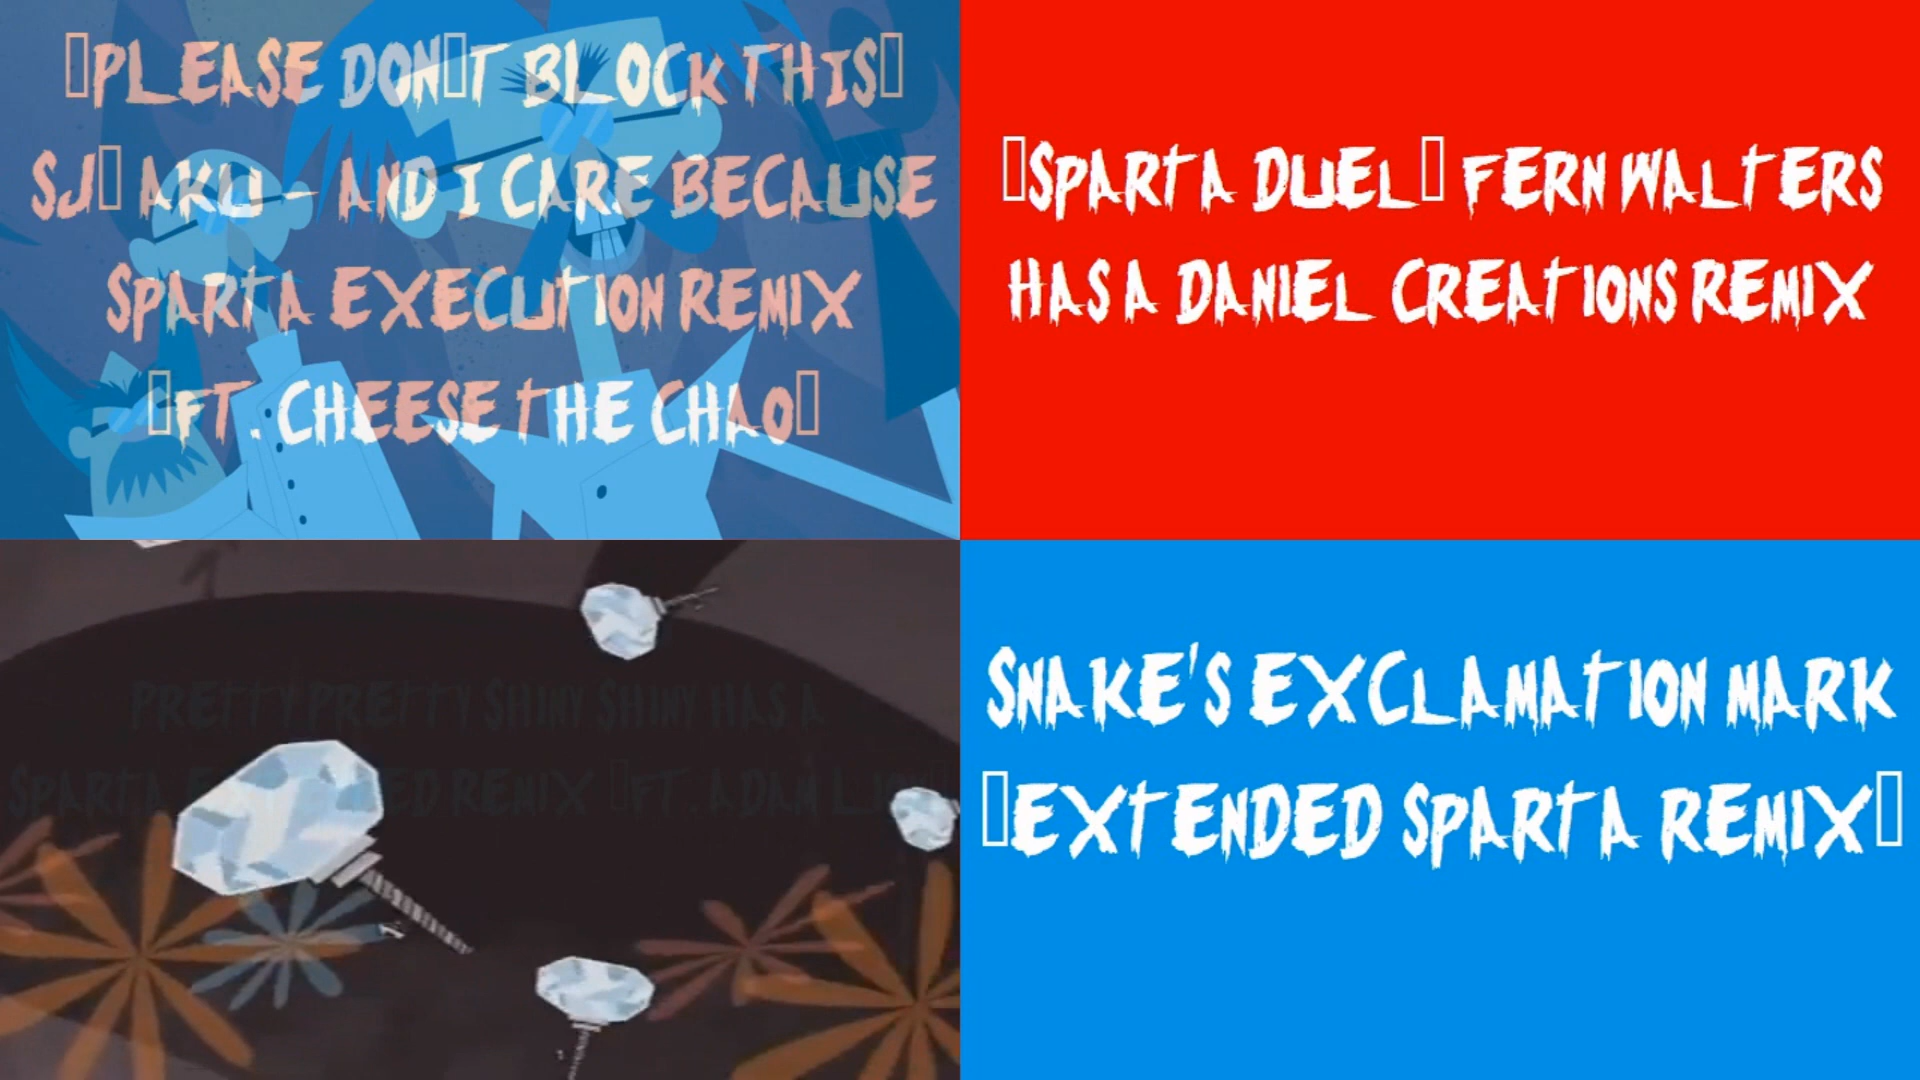 ▯PLEASE DON▯T BLOCK THIS▯
SJ▯ AKU - AND I CARE BECAUSE
SPARTA EXECUTION REMIX
▯FT. CHEESE THE CHAO▯
▯SPARTA DUEL▯ FERN WALTERS
HAS A DANIEL CREATIONS REMIX
PRETTY PRETTY SHINY SHINY HAS A
SPARTA REMIX ▯FT. ADAM
SNAKE'S EXCLAMATION MARK
▯EXTENDED SPARTA REMIX▯